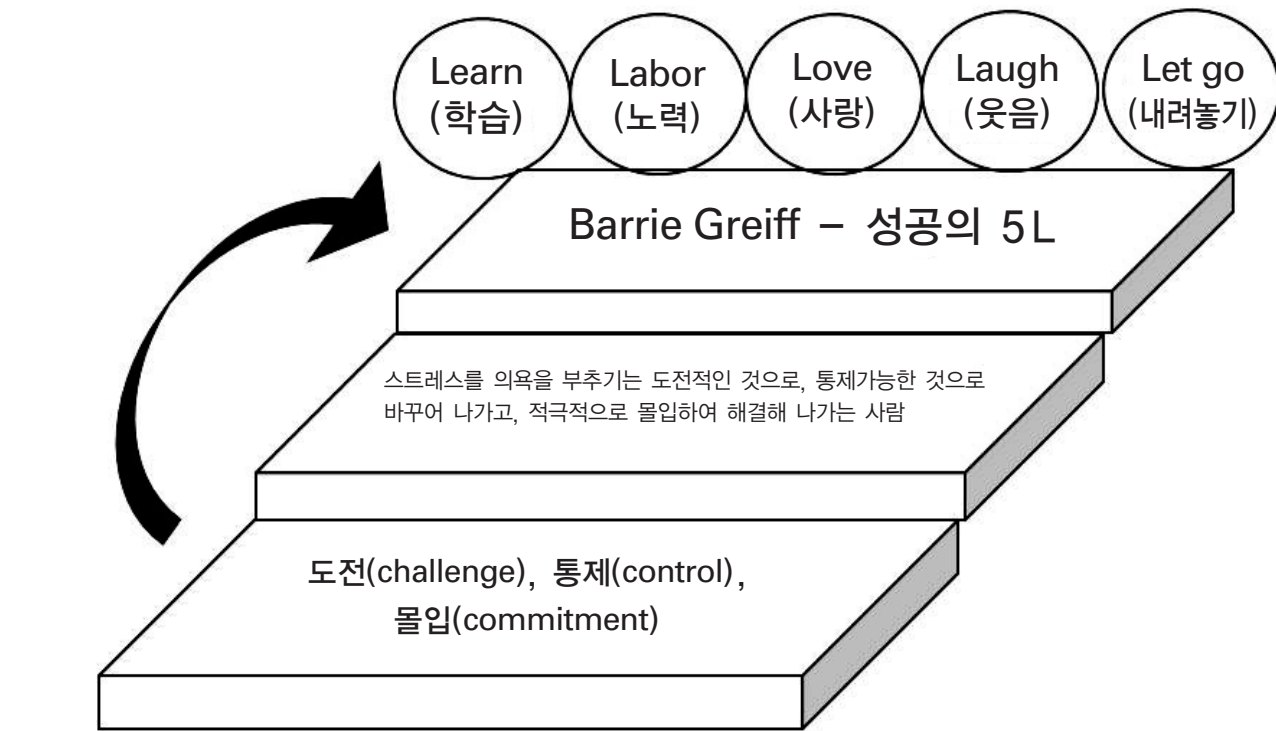 Learn
(학습)
Labor
(노력)
Love
(사랑)
Laugh
(웃음)
Let go
(내려놓기)
Barrie Greiff – 성공의 5L
스트레스를 의욕을 부추기는 도전적인 것으로, 통제가능한 것으로
바꾸어 나가고, 적극적으로 몰입하여 해결해 나가는 사람
도전(challenge), 통제(control),
몰입(commitment)